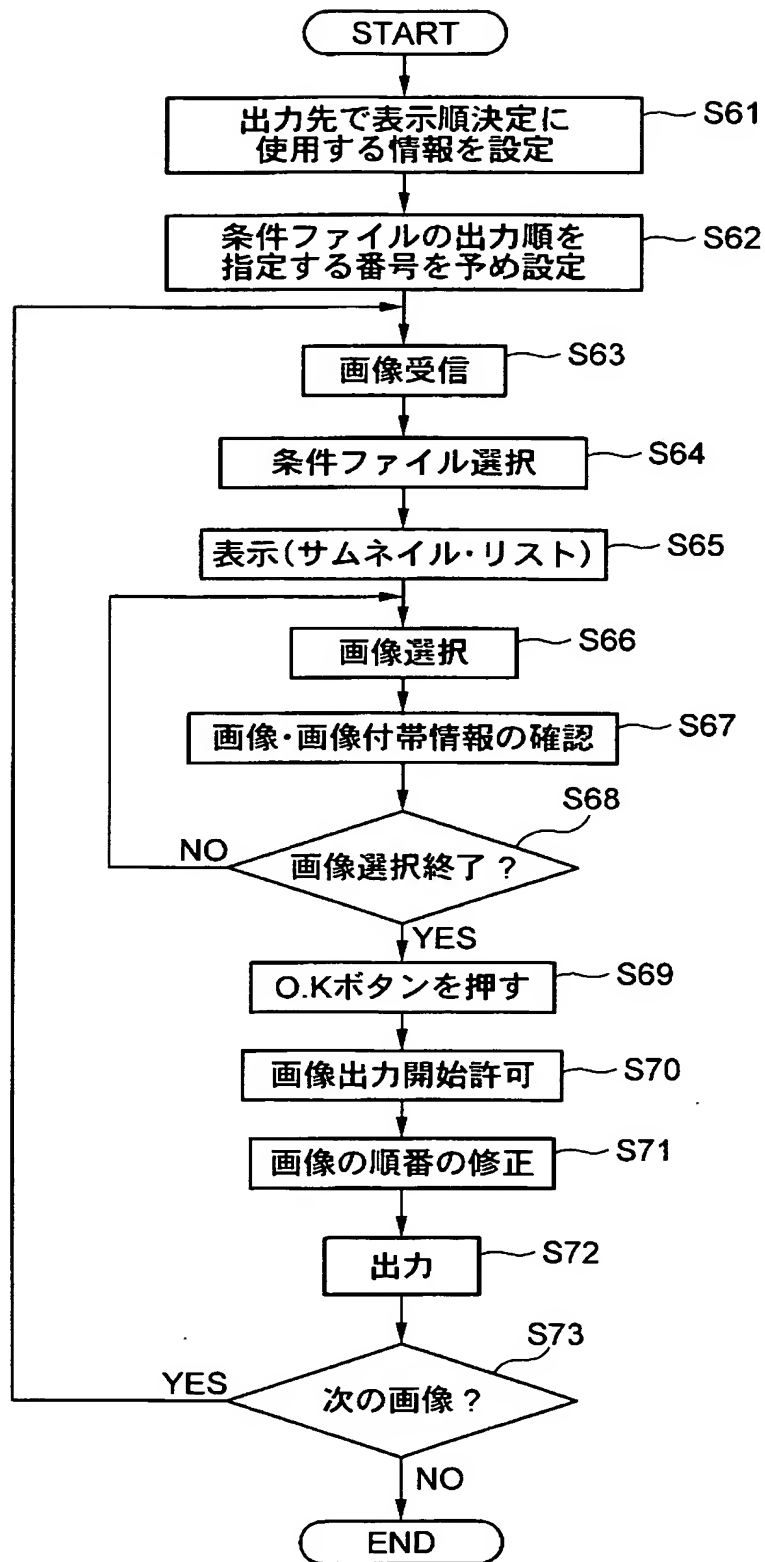 START
出力先で表示順決定に
使用する情報を設定
S61
条件ファイルの出力順を
指定する番号を予め設定
S62
画像受信
S63
条件ファイル選択
S64
表示(サムネイル・リスト)
S65
画像選択
S66
画像・画像付帯情報の確認
S67
S68
画像選択終了?
NO
YES
O.Kボタンを押す
S69
画像出力開始許可
S70
画像の順番の修正
S71
出力
S72
S73
次の画像?
YES
NO
END